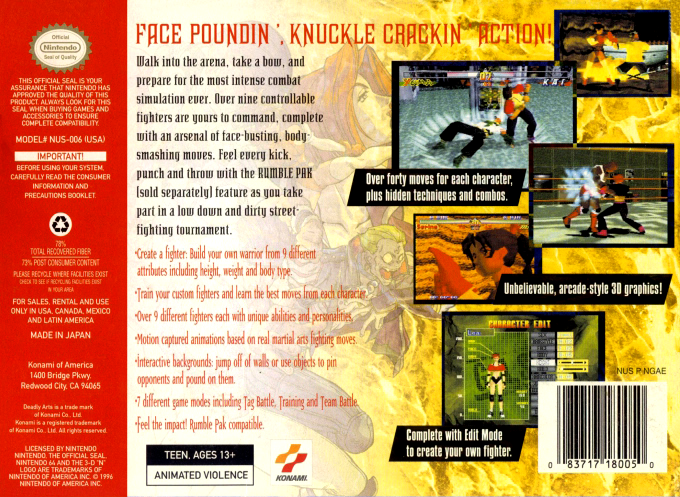 Official
Nintendo
Seal of Quality
THIS OFFICIAL SEAL IS YOUR
ASSURANCE THAT NINTENDO HAS
APPROVED THE QUALITY OF THIS
PRODUCT. ALWAYS LOOK FOR THIS
SEAL WHEN BUYING GAMES AND
ACCESSORIES TO ENSURE
COMPLETE COMPATIBILITY.
MODEL# NUS-006 (USA)
IMPORTANT!
BEFORE USING YOUR SYSTEM,
CAREFULLY READ THE CONSUMER
INFORMATION AND
PRECAUTIONS BOOKLET.
78%
TOTAL RECOVERED FIBER
73% POST CONSUMER CONTENT
PLEASE RECYCLE WHERE FACILITIES EXIST
CHECK TO SEE IF RECYCLING FACILITIES EXIST
IN YOUR AREA
FOR SALES, RENTAL AND USE
ONLY IN USA, CANADA, MEXICO
AND LATIN AMERICA
MADE IN JAPAN
Konami of America
1400 Bridge Pkwy.
Redwood City, CA 94065
Deadly Arts is a trade mark
of Konami Co., Ltd.
Konami is a registered trademark
of Konami Co., Ltd. All rights reserved.
LICENSED BY NINTENDO
NINTENDO, THE OFFICIAL SEAL,
NINTENDO 64 AND THE 3-D "N"
LOGO ARE TRADEMARKS OF
NINTENDO OF AMERICA INC. © 1996
NINTENDO OF AMERICA INC.
FACE POUNDIN', KNUCKLE CRACKIN' ACTION!
Walk into the arena, take a bow, and
prepare for the most intense combat
simulation ever. Over nine controllable
fighters are yours to command, complete
with an arsenal of face-busting, body-
smashing moves. Feel every kick,
punch and throw with the RUMBLE PAK
(sold separately) feature as you take
part in a low down and dirty street-
fighting tournament.
•Create a fighter: Build your own warrior from 9 different
attributes including height, weight and body type.
•Train your custom fighters and learn the best moves from each character.
•Over 9 different fighters each with unique abilities and personalities.
•Motion captured animations based on real martial arts fighting moves.
•Interactive backgrounds: jump off of walls or use objects to pin
opponents and pound on them.
•7 different game modes including Tag Battle, Training and Team Battle.
•Feel the impact! Rumble Pak compatible.
TEEN, AGES 13+
ANIMATED VIOLENCE
KONAMI
KAL
Over forty moves for each character,
plus hidden techniques and combos.
Unbelievable, arcade-style 3D graphics!
CHARACTER EDIT
Complete with Edit Mode
to create your own fighter.
NUS P-NGAE
0 83717 18005 0